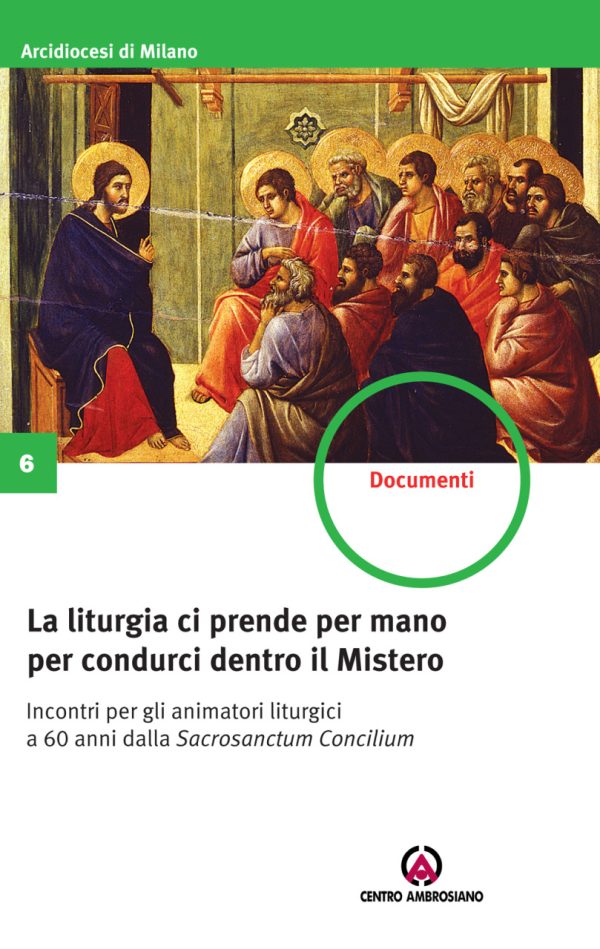 Arcidiocesi di Milano
6
Documenti
La liturgia ci prende per mano
per condurci dentro il Mistero
Incontri per gli animatori liturgici
a 60 anni dalla Sacrosanctum Concilium
CENTRO AMBROSIANO